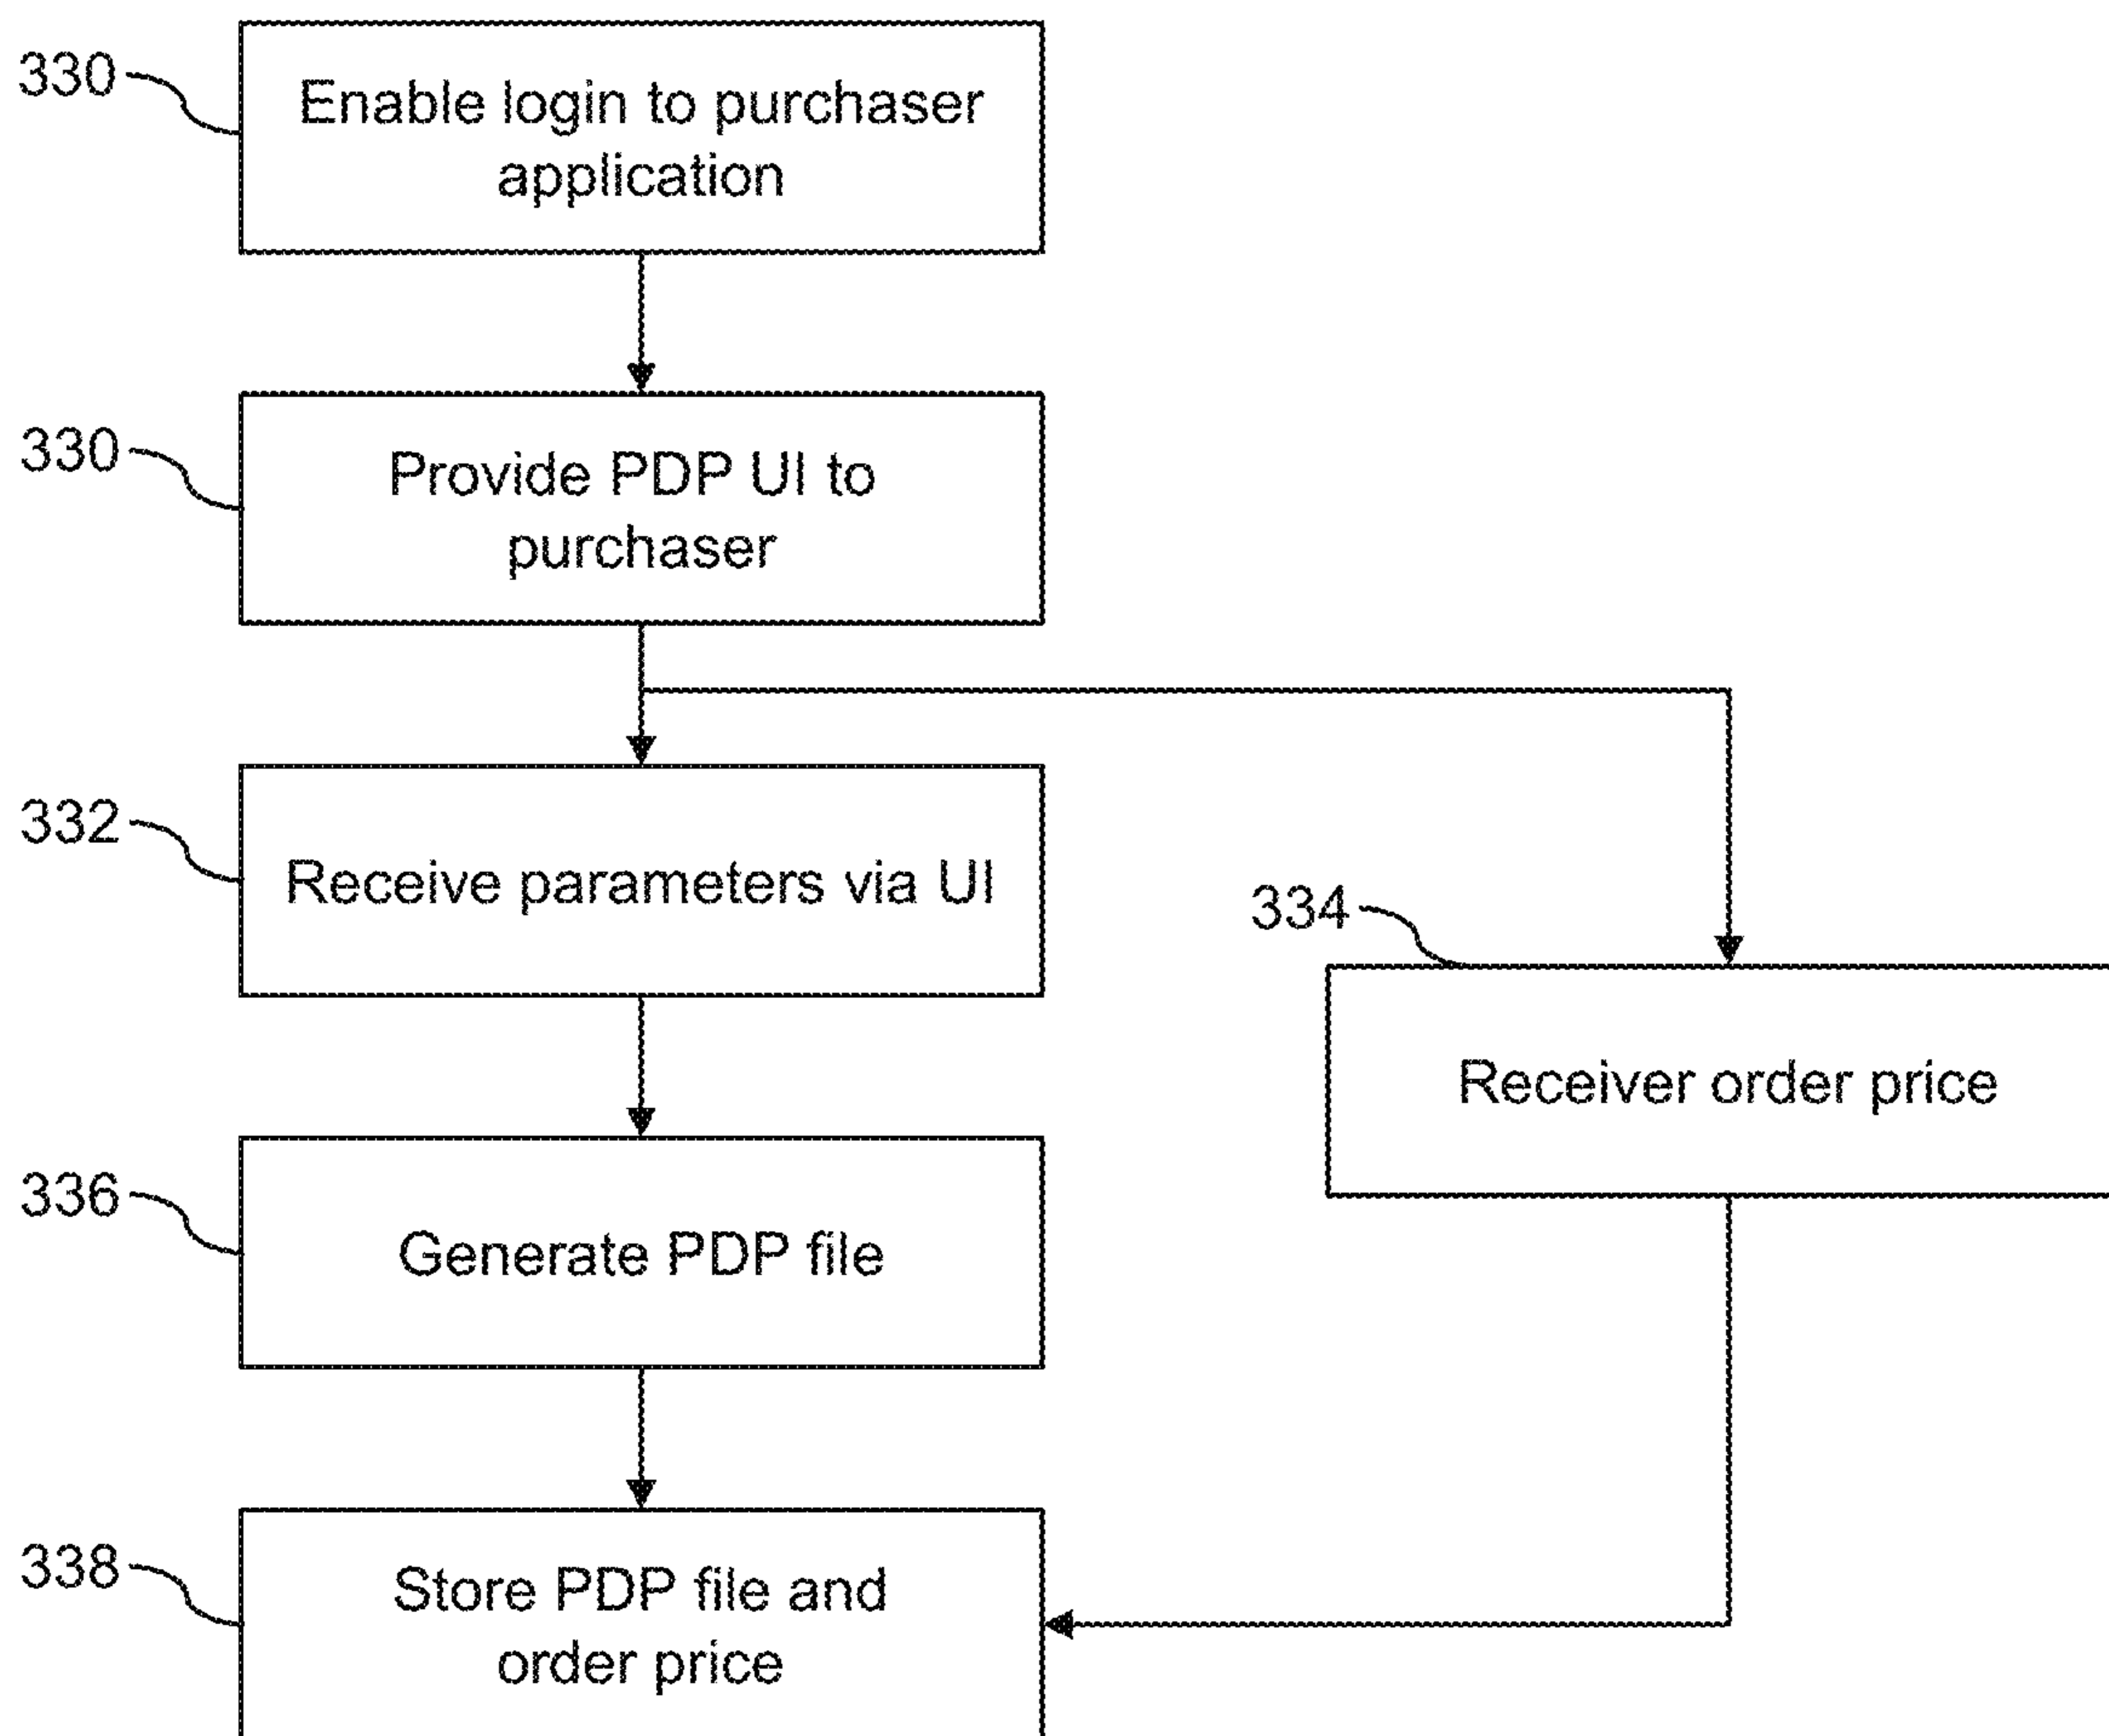 330
Enable login to purchaser
application
330
Provide PDP UI to
purchaser
332
Receive parameters via UI
334
Receiver order price
336
Generate PDP file
338
Store PDP file and
order price